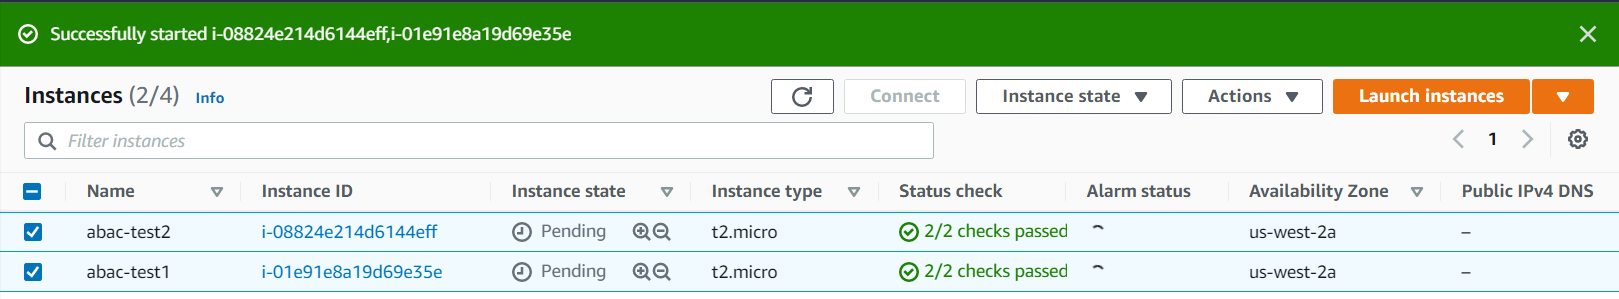 Successfully started i-08824e214d6144eff,i-01e91e8a19d69e35e
Instances (2/4) Info
Connect Instance state Actions Launch instances
Filter instances
1
Name Instance ID Instance state Instance type Status check Alarm status Availability Zone Public IPv4 DNS
abac-test2 i-08824e214d6144eff Pending t2.micro 2/2 checks passed us-west-2a –
abac-test1 i-01e91e8a19d69e35e Pending t2.micro 2/2 checks passed us-west-2a –